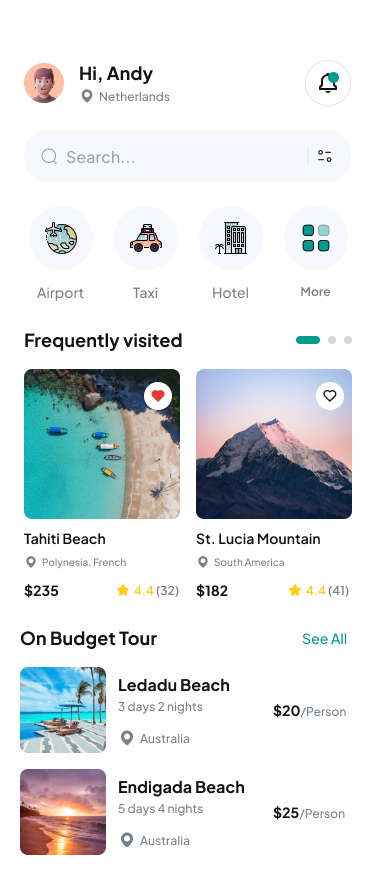 Hi, Andy
Netherlands
Search...
Airport
Taxi
Hotel
More
Frequently visited
Tahiti Beach
Polynesia, French
$235
4.4 (32)
St. Lucia Mountain
South America
$182
4.4 (41)
On Budget Tour
See All
Ledadu Beach
3 days 2 nights
$20/Person
Australia
Endigada Beach
5 days 4 nights
$25/Person
Australia